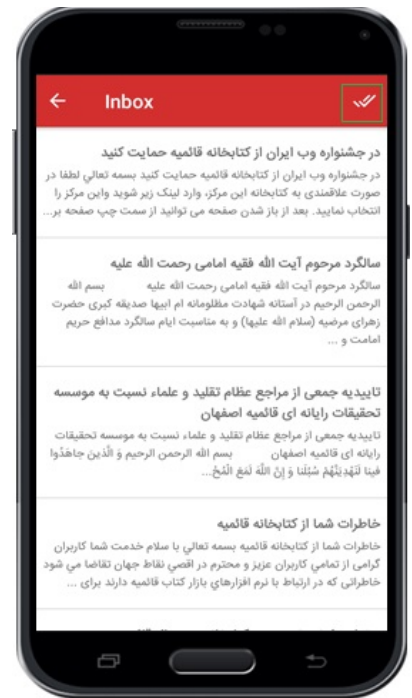 Inbox
در جشنواره وب ایران از کتابخانه قائمیه حمایت کنید
در جشنواره وب ایران از کتابخانه قائمیه حمایت کنید بسمه تعالي لطفا در
صورت علاقمندی به کتابخانه این مرکز، وارد لینک زیر شوید واین مرکز را
انتخاب نمایید. بعد از باز شدن صفحه می توانید از سمت چپ صفحه بر...
سالگرد مرحوم آیت الله فقیه امامی رحمت الله علیه
سالگرد مرحوم آیت الله فقیه امامی رحمت الله علیه بسم الله
الرحمن الرحیم در آستانه شهادت مظلومانه ام ابیها صدیقه کبری حضرت
زهرای مرضیه (سلام الله علیها) و به مناسبت ایام سالگرد مدافع حریم
امامت و ...
تاییدیه جمعی از مراجع عظام تقلید و علماء نسبت به موسسه
تحقیقات رایانه ای قائمیه اصفهان
تاییدیه جمعی از مراجع عظام تقلید و علماء نسبت به موسسه تحقیقات
رایانه ای قائمیه اصفهان بسم الله الرحمن الرحیم وَ الَّذینَ جاهَدُوا
فینا لَنَهْدِیَنَّهُمْ سُبُلَنا وَ إِنَّ اللَّهَ لَمَعَ الْمُحْ...
خاطرات شما از کتابخانه قائمیه
خاطرات شما از کتابخانه قائمیه بسمه تعالي با سلام خدمت شما کاربران
گرامی از تمامي کاربران عزیز و محترم در اقصي نقاط جهان تقاضا مي شود
خاطراتی که در ارتباط با نرم افزارهاي بازار کتاب قائمیه دارند برای ...